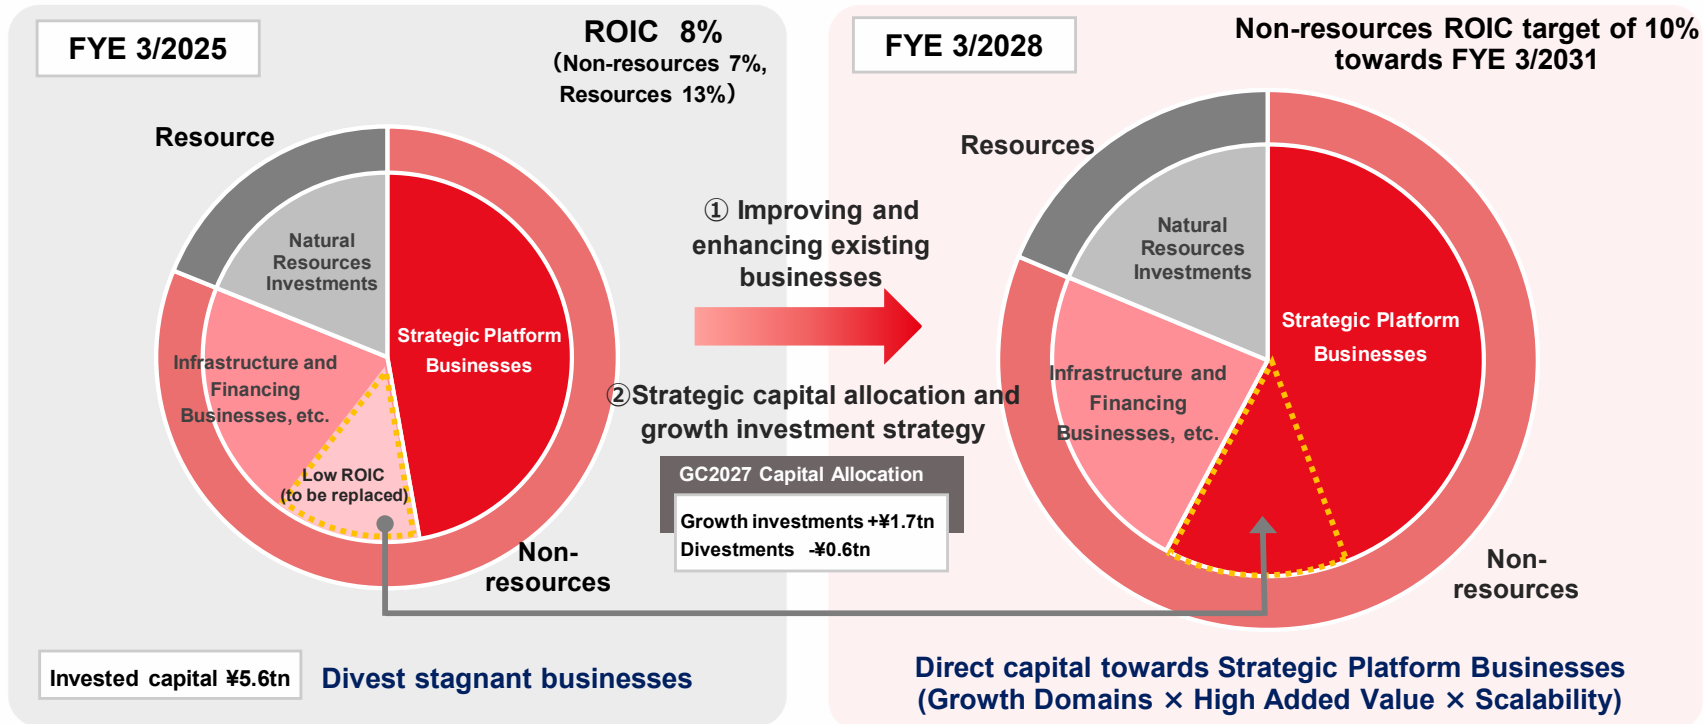 FYE 3/2025
ROIC 8%
（Non-resources 7%,
Resources 13%）
Resource
Natural
Resources
Investments
Strategic Platform
Businesses
Infrastructure and
Financing
Businesses, etc.
Low ROIC
(to be replaced)
Non-
resources
Invested capital ¥5.6tn
Divest stagnant businesses
① Improving and
enhancing existing
businesses
②Strategic capital allocation and
growth investment strategy
GC2027 Capital Allocation
Growth investments +¥1.7tn
Divestments -¥0.6tn
FYE 3/2028
Non-resources ROIC target of 10%
towards FYE 3/2031
Resources
Natural
Resources
Investments
Strategic Platform
Businesses
Infrastructure and
Financing
Businesses, etc.
Non-
resources
Direct capital towards Strategic Platform Businesses
(Growth Domains × High Added Value × Scalability)